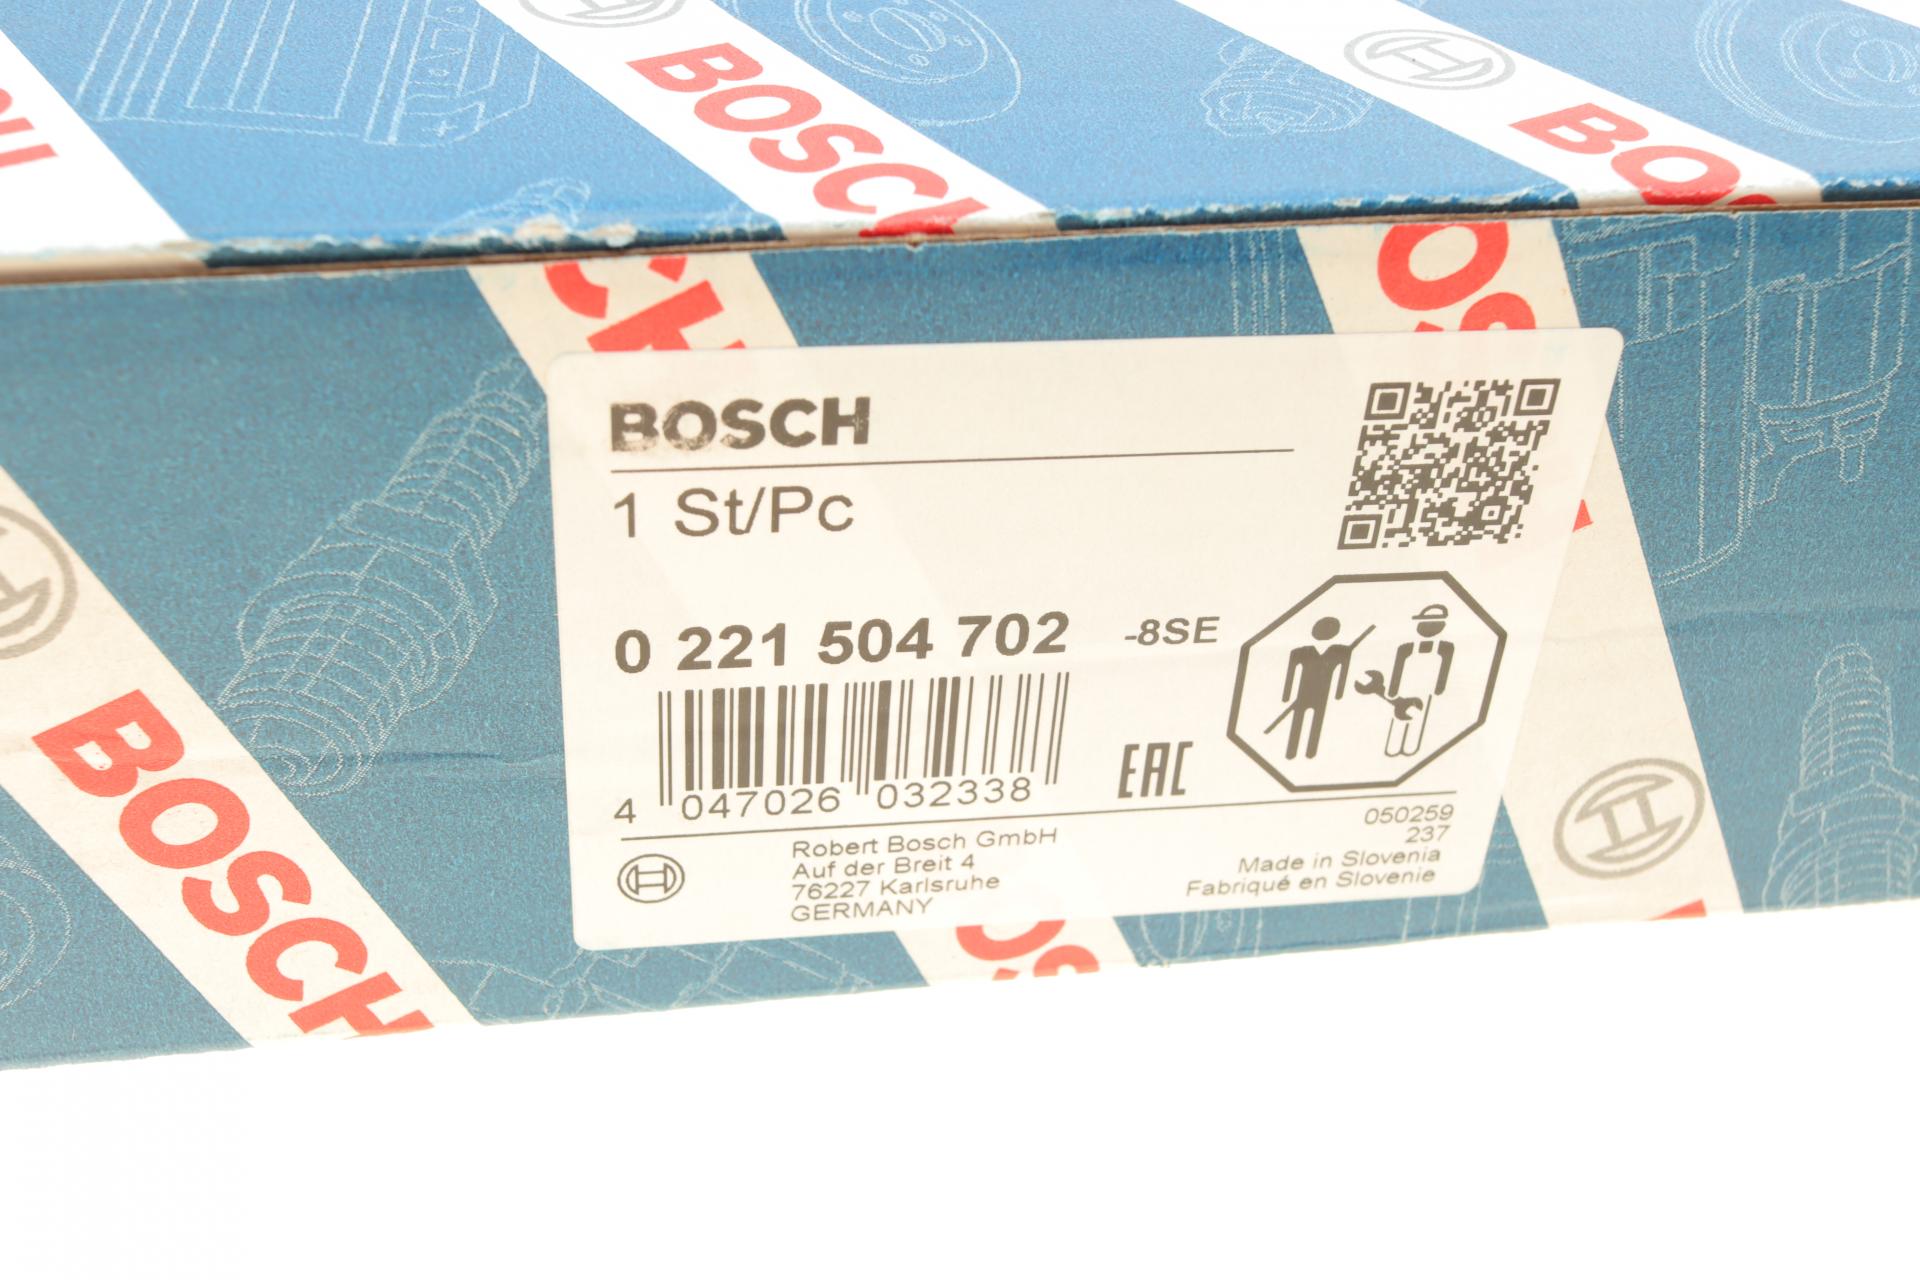 BOSCH
BO
BOSCH
1 St/Pc
0 221 504 702 -8SE
4 047026 032338
EAC
Robert Bosch GmbH
Auf der Breit 4
76227 Karlsruhe
GERMANY
050259
237
Made in Slovenia
Fabriqué en Slovenie
BOSCH